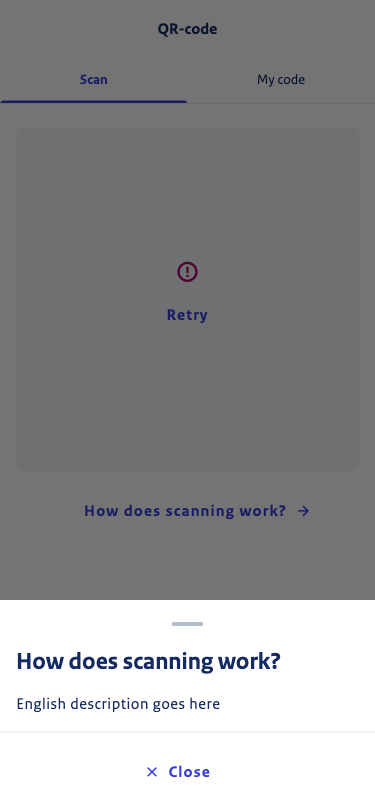 QR-code
Scan
My code
Retry
How does scanning work?
How does scanning work?
English description goes here
Close